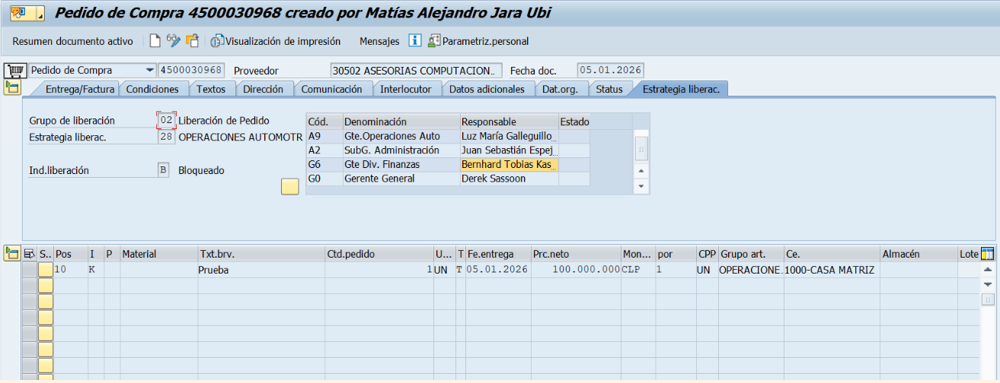 Pedido de Compra 4500030968 creado por Matías Alejandro Jara Ubi
Resumen documento activo Visualización de impresión Mensajes Parametriz.personal
Pedido de Compra 4500030968 Proveedor 30502 ASESORIAS COMPUTACION.. Fecha doc. 05.01.2026
Entrega/Factura Condiciones Textos Dirección Comunicación Interlocutor Datos adicionales Dat.org. Status Estrategia liberac.
Grupo de liberación 02 Liberación de Pedido
Estrategia liberac. 28 OPERACIONES AUTOMOTR
Ind.liberación B Bloqueado
Cód. Denominación Responsable Estado
A9 Gte.Operaciones Auto Luz María Galleguillo..
A2 SubG. Administración Juan Sebastián Espej..
G6 Gte Div. Finanzas Bernhard Tobias Kas..
G0 Gerente General Derek Sassoon
S.. Pos I P Material Txt.brv. Ctd.pedido U... T Fe.entrega Prc.neto Mon... por CPP Grupo art. Ce. Almacén Lote
10 K Prueba 1 UN T 05.01.2026 100.000.000 CLP 1 UN OPERACIONE.. 1000-CASA MATRIZ